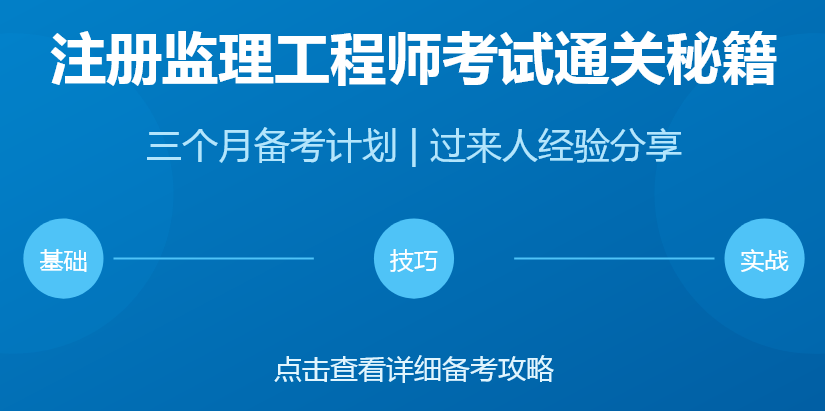 注册监理工程师考试通关秘籍
三个月备考计划 | 过来人经验分享
基础
技巧
实战
点击查看详细备考攻略